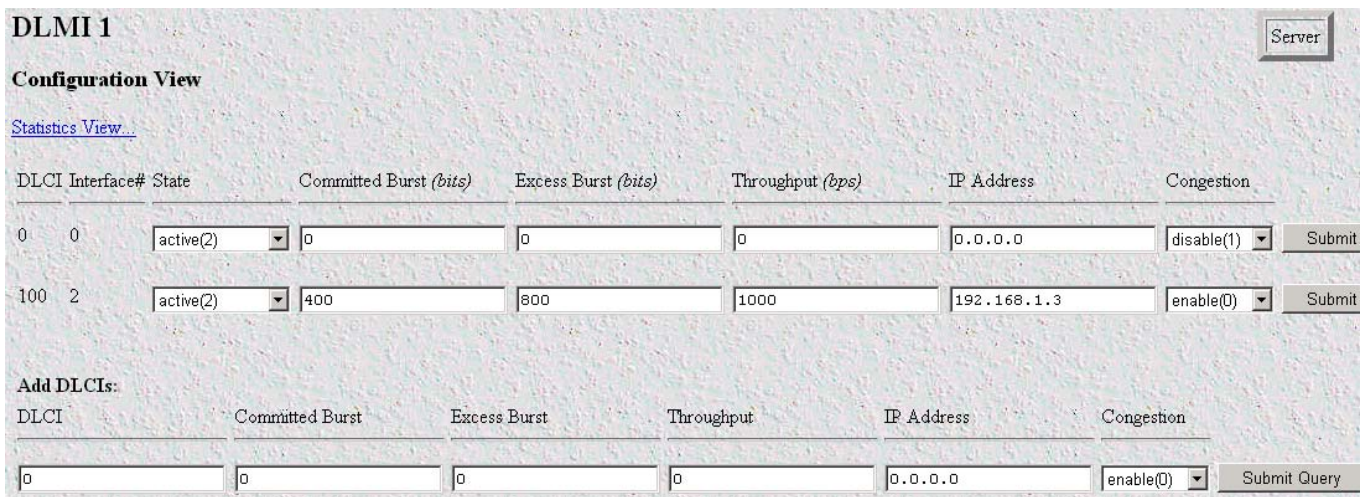 DLMI 1
Server
Configuration View
Statistics View...
DLCI Interface# State Committed Burst (bits) Excess Burst (bits) Throughput (bps) IP Address Congestion
0 0 active(2) 0 0 0 0.0.0.0 disable(1) Submit
100 2 active(2) 400 800 1000 192.168.1.3 enable(0) Submit
Add DLCIs:
DLCI Committed Burst Excess Burst Throughput IP Address Congestion
0 0 0 0 0.0.0.0 enable(0) Submit Query